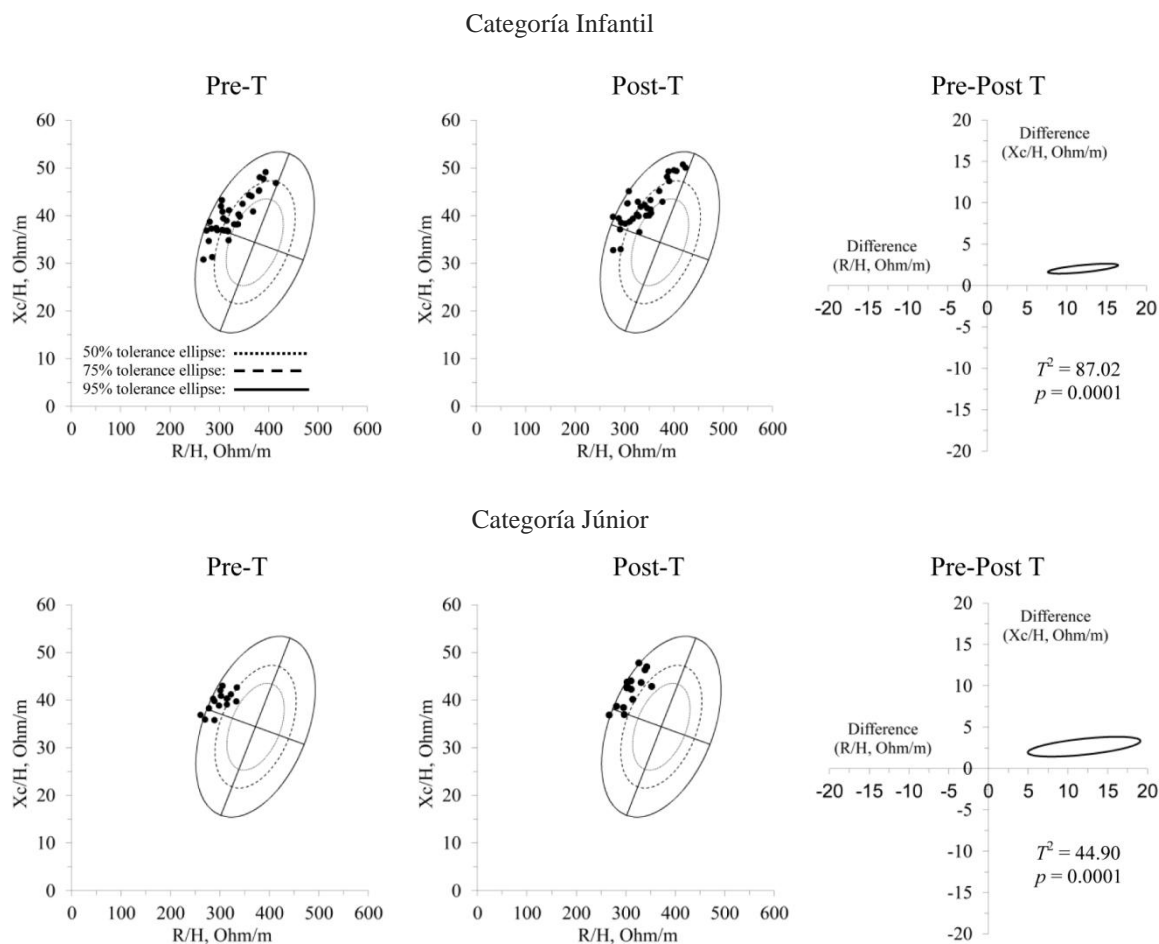 Categoría Infantil
Pre-T
Post-T
Pre-Post T
60
50
40
30
20
10
0
Xc/H, Ohm/m
50% tolerance ellipse:
75% tolerance ellipse:
95% tolerance ellipse:
0 100 200 300 400 500 600
R/H, Ohm/m
60
50
40
30
20
10
0
Xc/H, Ohm/m
0 100 200 300 400 500 600
R/H, Ohm/m
20
15
10
5
0
Difference
(Xc/H, Ohm/m)
Difference
(R/H, Ohm/m)
-20 -15 -10 -5 0 5 10 15 20
-5
-10
-15
-20
T² = 87.02
p = 0.0001
Categoría Júnior
Pre-T
Post-T
Pre-Post T
60
50
40
30
20
10
0
Xc/H, Ohm/m
0 100 200 300 400 500 600
R/H, Ohm/m
60
50
40
30
20
10
0
Xc/H, Ohm/m
0 100 200 300 400 500 600
R/H, Ohm/m
20
15
10
5
0
Difference
(Xc/H, Ohm/m)
Difference
(R/H, Ohm/m)
-20 -15 -10 -5 0 5 10 15 20
-5
-10
-15
-20
T² = 44.90
p = 0.0001